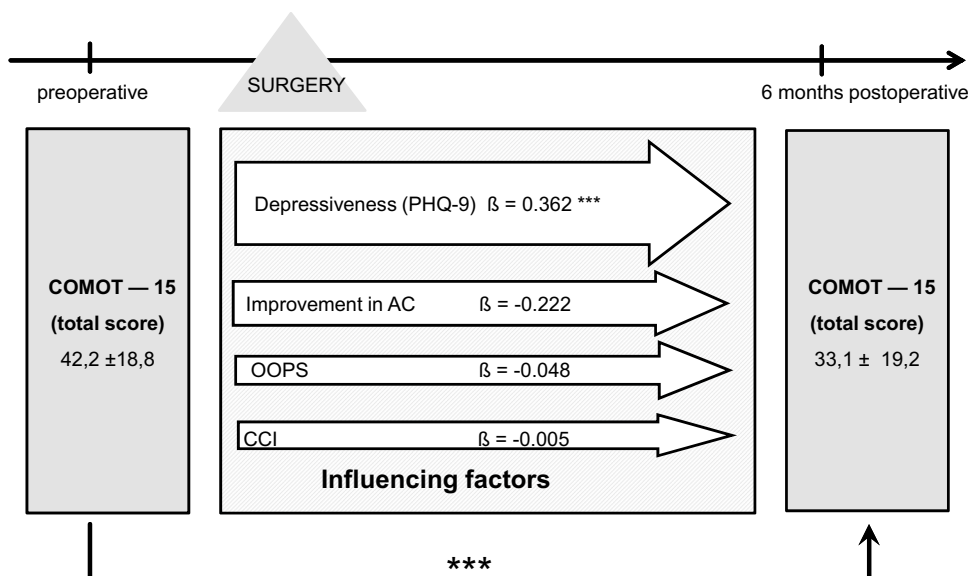 SURGERY
preoperative
6 months postoperative
COMOT — 15
(total score)
42,2 ±18,8
Depressiveness (PHQ-9) ß = 0.362 ***
Improvement in AC ß = -0.222
OOPS ß = -0.048
CCI ß = -0.005
Influencing factors
COMOT — 15
(total score)
33,1 ± 19,2
***